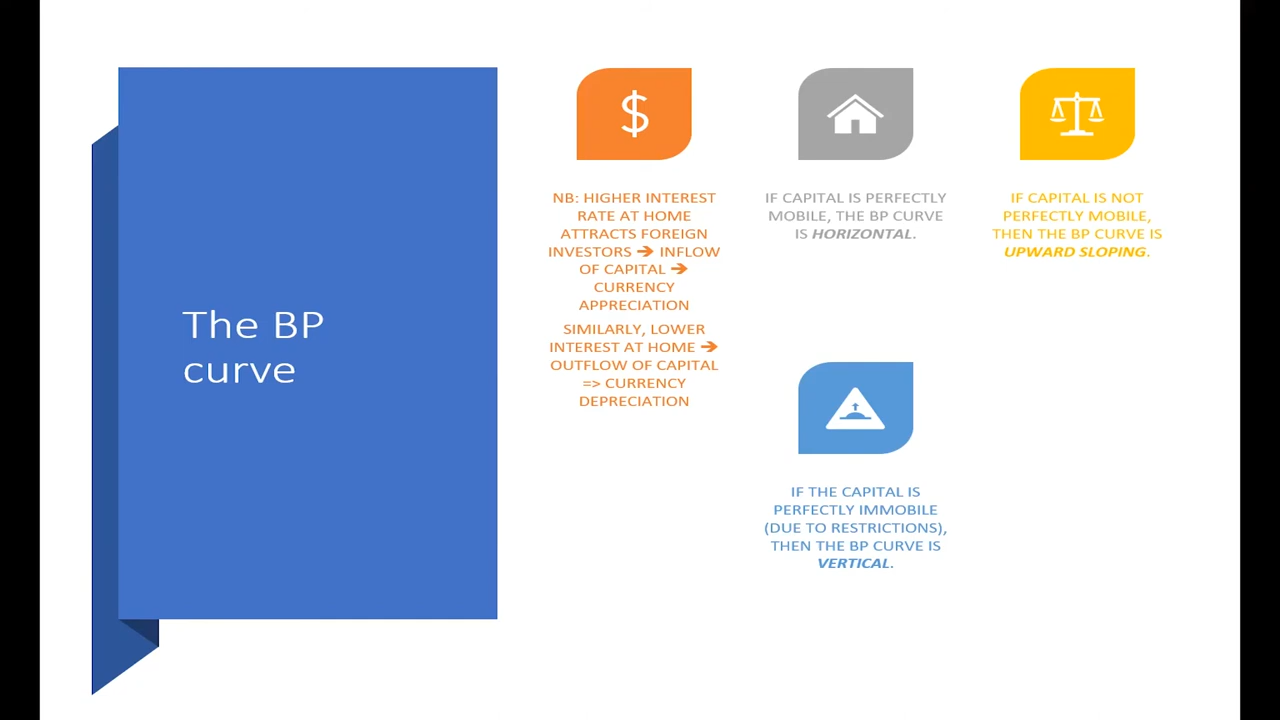 The BP
curve
$
NB: HIGHER INTEREST
RATE AT HOME
ATTRACTS FOREIGN
INVESTORS ➔ INFLOW
OF CAPITAL ➔
CURRENCY
APPRECIATION
SIMILARLY, LOWER
INTEREST AT HOME ➔
OUTFLOW OF CAPITAL
=> CURRENCY
DEPRECIATION
IF CAPITAL IS PERFECTLY
MOBILE, THE BP CURVE
IS HORIZONTAL.
IF CAPITAL IS NOT
PERFECTLY MOBILE,
THEN THE BP CURVE IS
UPWARD SLOPING.
IF THE CAPITAL IS
PERFECTLY IMMOBILE
(DUE TO RESTRICTIONS),
THEN THE BP CURVE IS
VERTICAL.